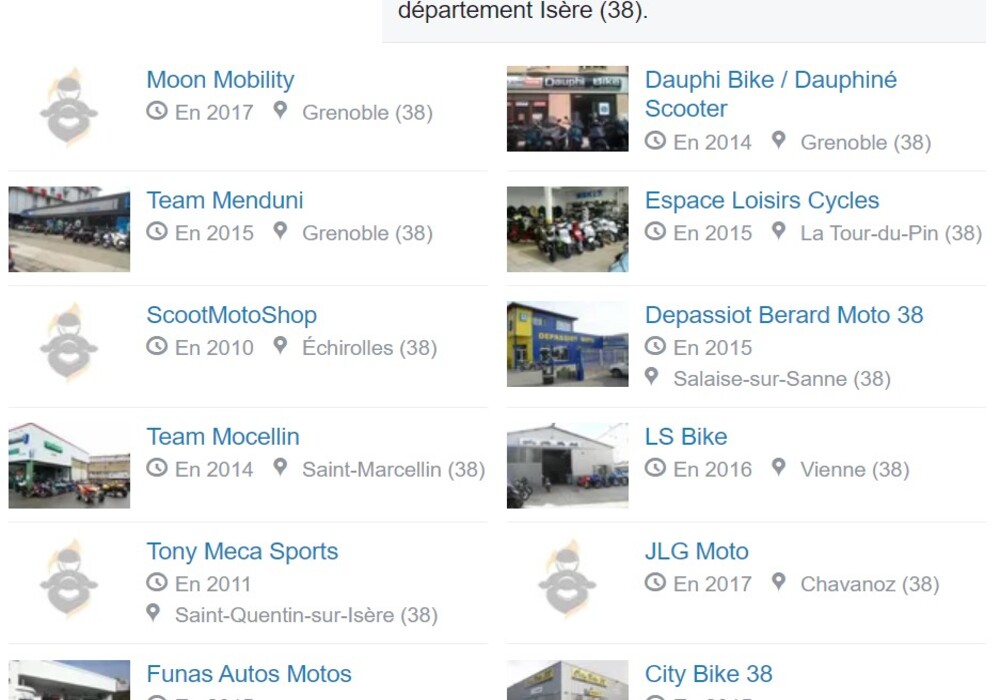 département Isère (38).
Moon Mobility
En 2017 Grenoble (38)
Dauphi Bike / Dauphiné
Scooter
En 2014 Grenoble (38)
Team Menduni
En 2015 Grenoble (38)
Espace Loisirs Cycles
En 2015 La Tour-du-Pin (38)
ScootMotoShop
En 2010 Échirolles (38)
Depassiot Berard Moto 38
En 2015
Salaise-sur-Sanne (38)
Team Mocellin
En 2014 Saint-Marcellin (38)
LS Bike
En 2016 Vienne (38)
Tony Meca Sports
En 2011
Saint-Quentin-sur-Isère (38)
JLG Moto
En 2017 Chavanoz (38)
Funas Autos Motos
City Bike 38